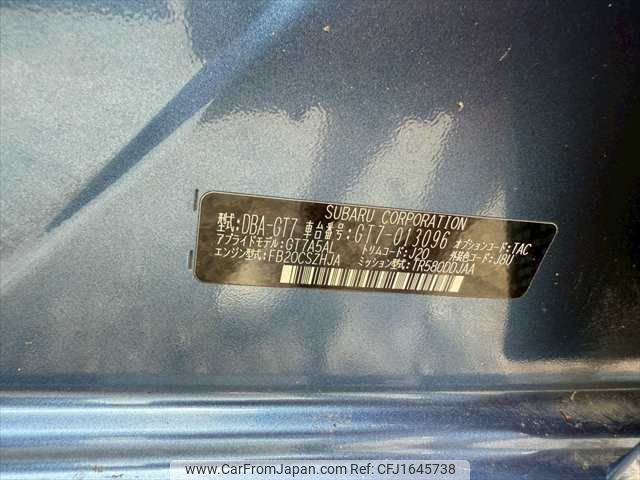 SUBARU CORPORATION
型式:DBA-GT7 車台番号:GT7-013096 オプションコード:TAC
アプライドモデル:GT7A5AL トリムコード:J20 外装色コード:J8U
エンジン型式:FB20CSZHJA ミッション型式:TR580DDJAA
www.CarFromJapan.com | Car From Japan | CFJ1645738